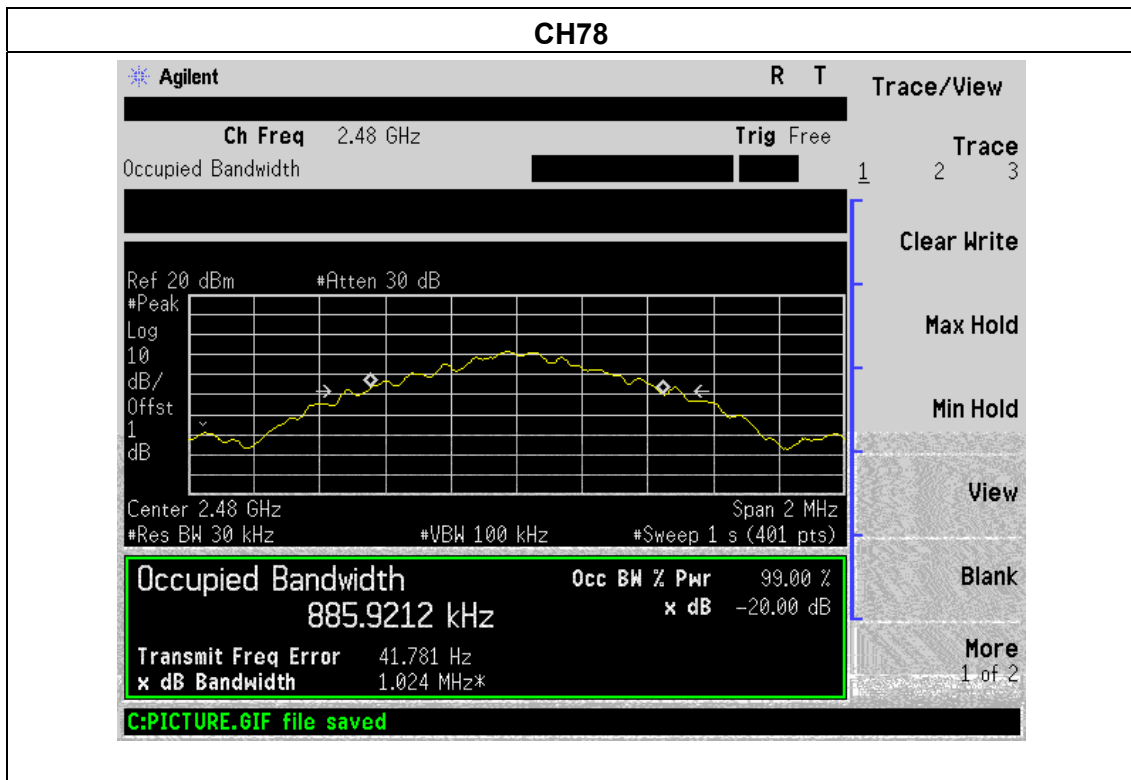 CH78
Agilent R T Trace/View
Ch Freq 2.48 GHz Trig Free
Occupied Bandwidth
Trace
1 2 3
Clear Write
Max Hold
Min Hold
View
Blank
More
1 of 2
Ref 20 dBm #Atten 30 dB
#Peak
Log
10
dB/
Offst
1
dB
Center 2.48 GHz Span 2 MHz
#Res BW 30 kHz #VBW 100 kHz #Sweep 1 s (401 pts)
Occupied Bandwidth Occ BW % Pwr 99.00 %
885.9212 kHz x dB -20.00 dB
Transmit Freq Error 41.781 Hz
x dB Bandwidth 1.024 MHz*
C:PICTURE.GIF file saved